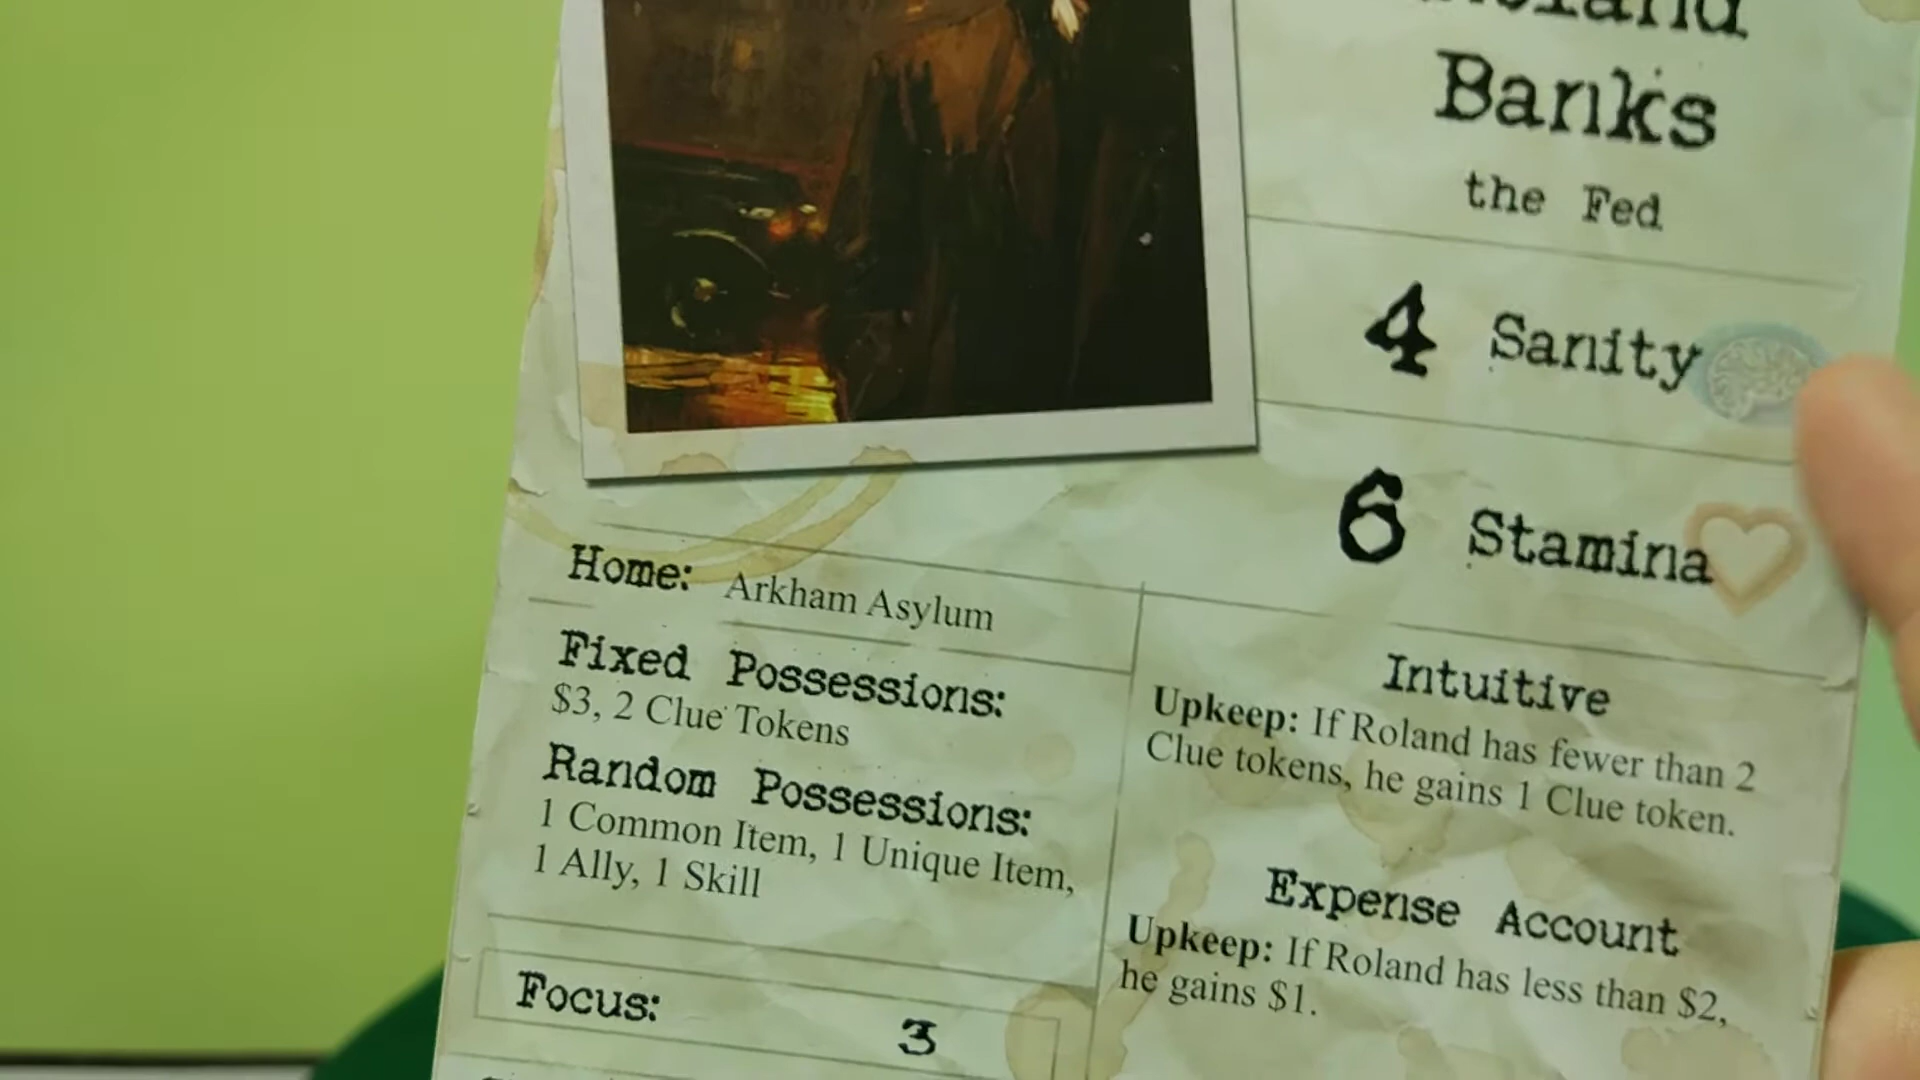 Banks
the Fed
4 Sanity
6 Stamina
Home: Arkham Asylum
Fixed Possessions:
$3, 2 Clue Tokens
Random Possessions:
1 Common Item, 1 Unique Item,
1 Ally, 1 Skill
Focus: 3
Intuitive
Upkeep: If Roland has fewer than 2
Clue tokens, he gains 1 Clue token.
Expense Account
Upkeep: If Roland has less than $2,
he gains $1.